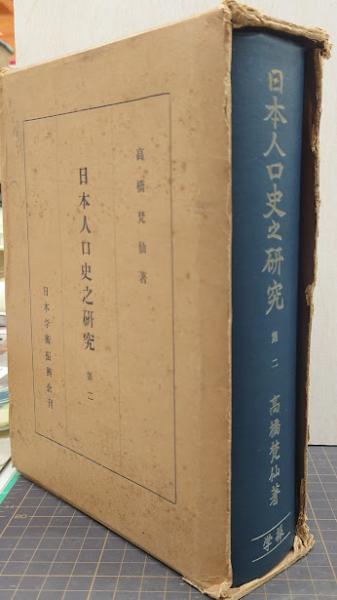 高橋梵仙著
日本人口史之研究 第二
日本学術振興会刊
日本人口史之研究 第二 高橋梵仙著
学振